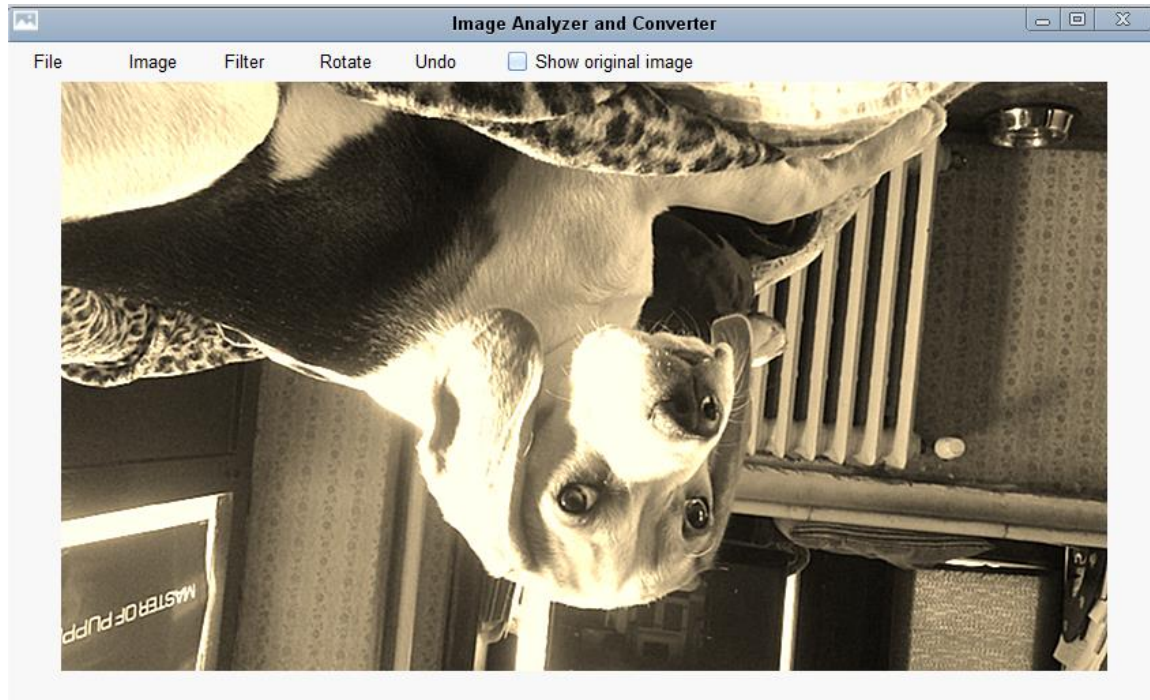 Image Analyzer and Converter
File Image Filter Rotate Undo Show original image
MASTER OF PUPP